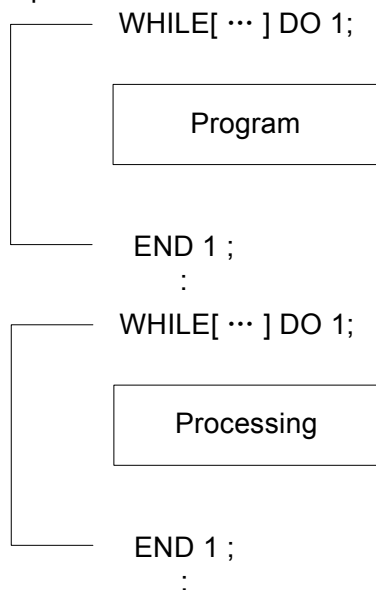 WHILE[ … ] DO 1;
Program
END 1 ;
:
WHILE[ … ] DO 1;
Processing
END 1 ;
: